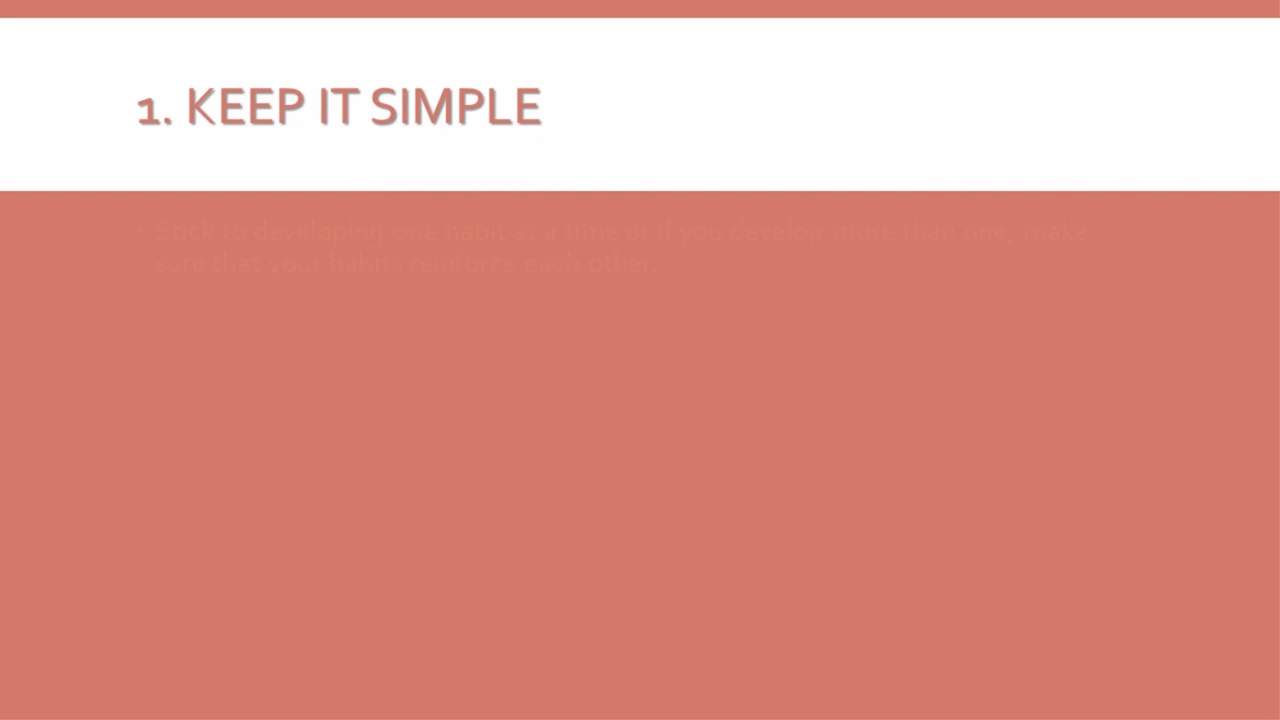 1. KEEP IT SIMPLE
· Stick to developing one habit at a time or if you develop more than one, make
sure that your habits reinforce each other.